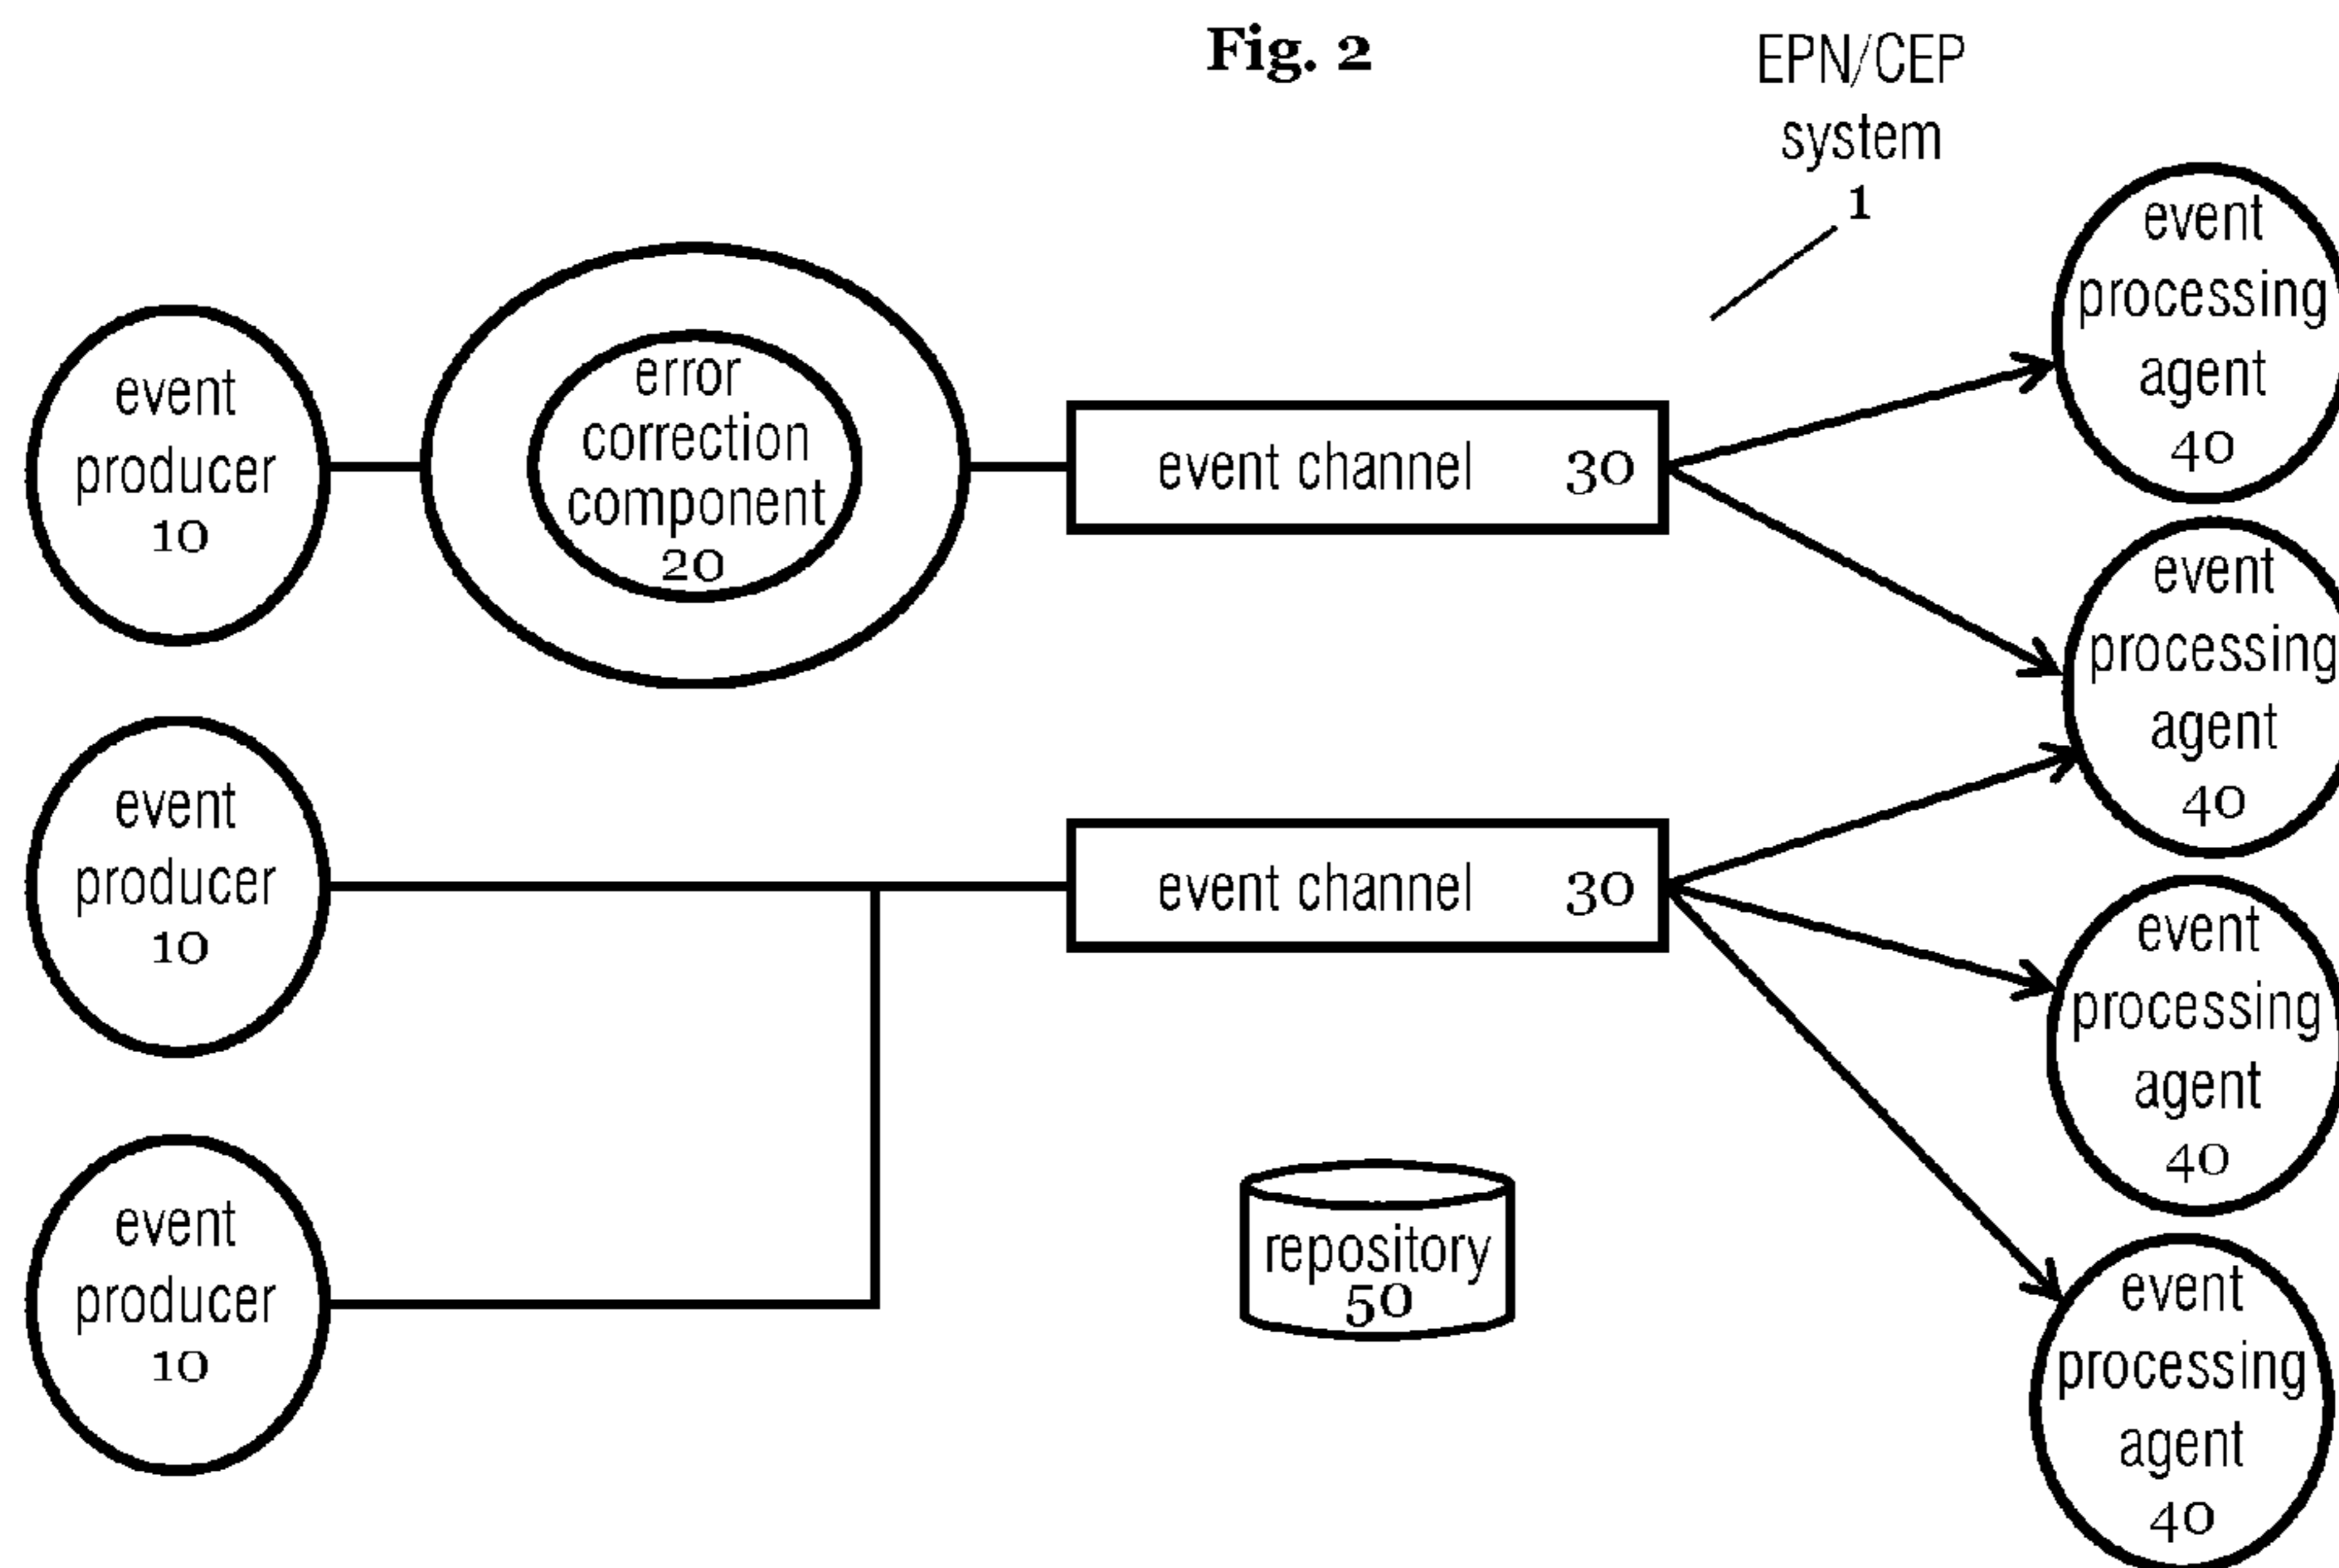 Fig. 2
EPN/CEP
system
1
event
producer
10
error
correction
component
20
event channel 30
event
processing
agent
40
event
processing
agent
40
event
producer
10
event channel 30
event
processing
agent
40
event
producer
10
repository
50
event
processing
agent
40